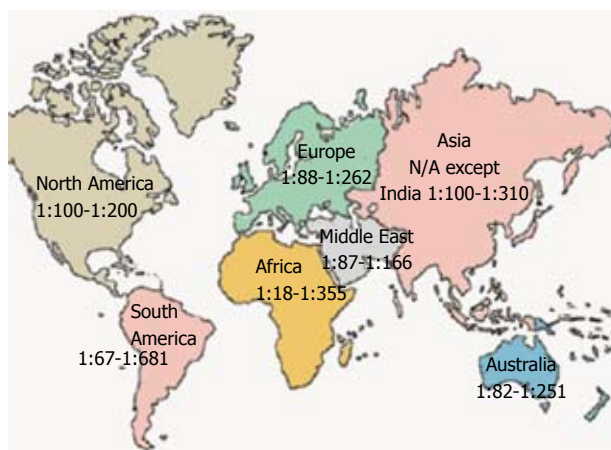 North America
1:100-1:200
Europe
1:88-1:262
Asia
N/A except
India 1:100-1:310
Middle East
1:87-1:166
Africa
1:18-1:355
South
America
1:67-1:681
Australia
1:82-1:251